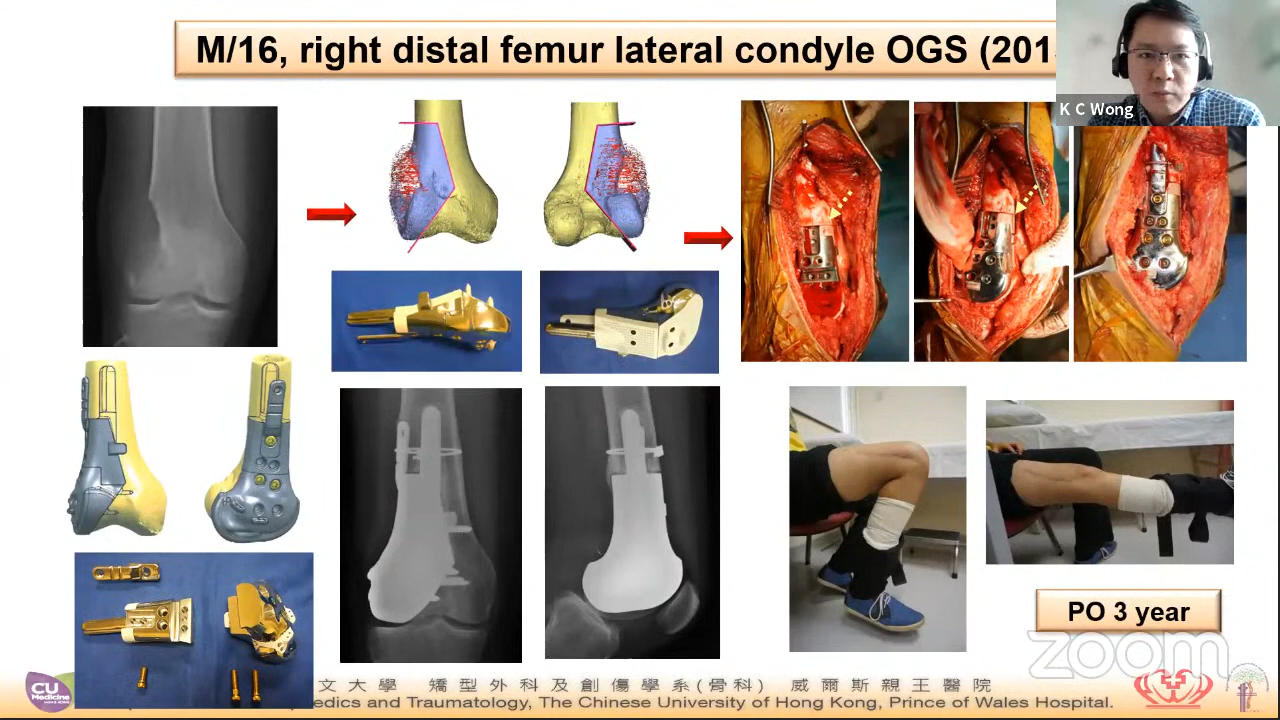 M/16, right distal femur lateral condyle OGS (201
K C Wong
PO 3 year
zoom
CU
Medicine
HONG KONG
文大學 矯型外科及創傷學系(骨科) 威爾斯親王醫院
edics and Traumatology, The Chinese University of Hong Kong, Prince of Wales Hospital.